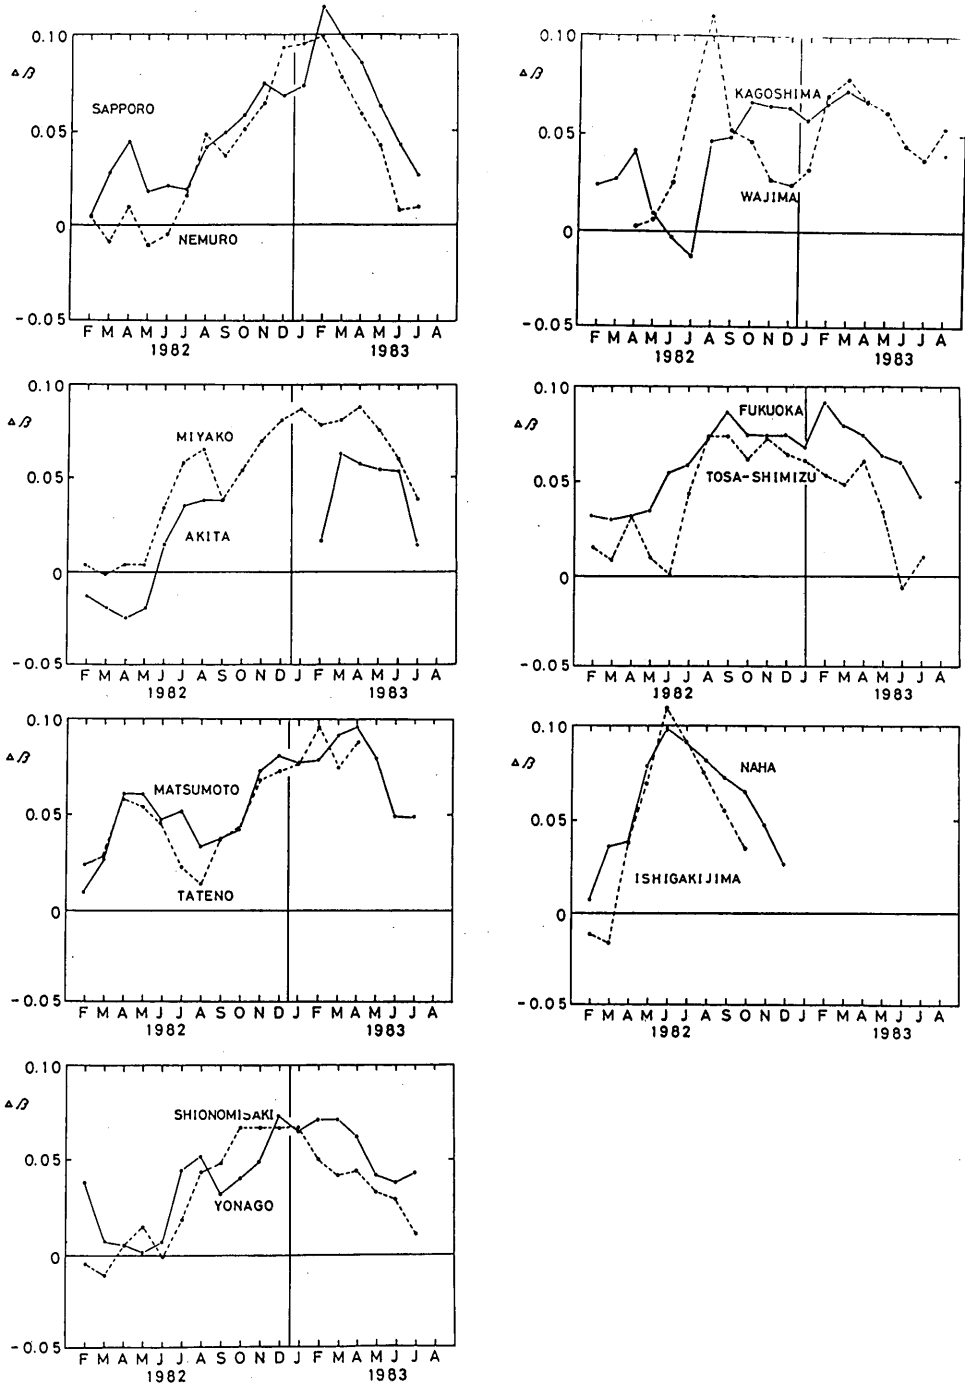 0.10
Δβ
SAPPORO
0.05
0
NEMURO
-0.05
F M A M J J A S O N D J F M A M J J A
1982 1983
0.10
Δβ
KAGOSHIMA
0.05
WAJIMA
0
-0.05
F M A M J J A S O N D J F M A M J J A
1982 1983
0.10
Δβ
MIYAKO
0.05
AKITA
0
-0.05
F M A M J J A S O N D J F M A M J J A
1982 1983
0.10
Δβ
FUKUOKA
TOSA-SHIMIZU
0.05
0
-0.05
F M A M J J A S O N D J F M A M J J A
1982 1983
0.10
Δβ
MATSUMOTO
0.05
TATENO
0
-0.05
F M A M J J A S O N D J F M A M J J A
1982 1983
0.10
Δβ
NAHA
0.05
ISHIGAKIJIMA
0
-0.05
F M A M J J A S O N D J F M A M J J A
1982 1983
0.10
Δβ
SHIONOMISAKI
0.05
YONAGO
0
-0.05
F M A M J J A S O N D J F M A M J J A
1982 1983